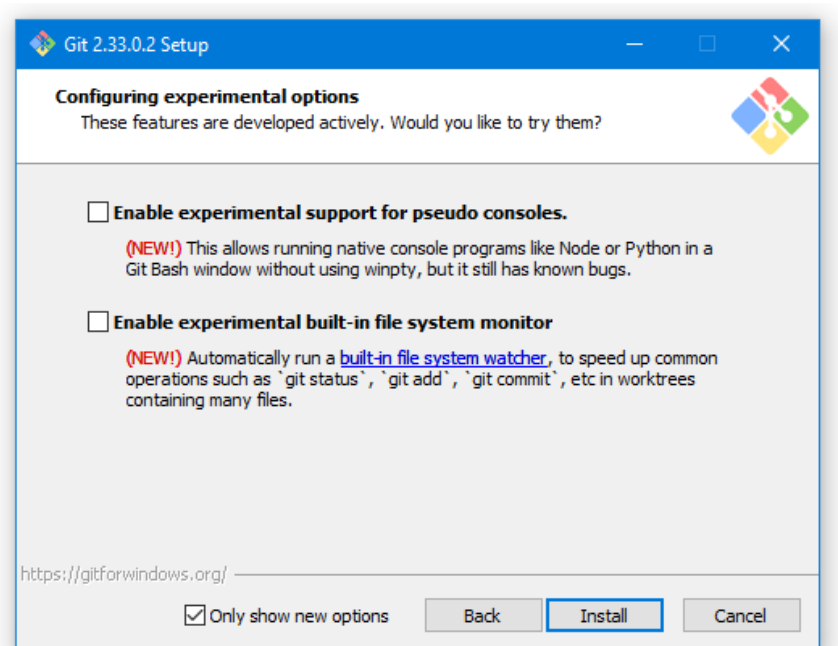 Git 2.33.0.2 Setup
Configuring experimental options
These features are developed actively. Would you like to try them?
Enable experimental support for pseudo consoles.
(NEW!) This allows running native console programs like Node or Python in a
Git Bash window without using winpty, but it still has known bugs.
Enable experimental built-in file system monitor
(NEW!) Automatically run a built-in file system watcher, to speed up common
operations such as `git status`, `git add`, `git commit`, etc in worktrees
containing many files.
https://gitforwindows.org/
Only show new options
Back
Install
Cancel